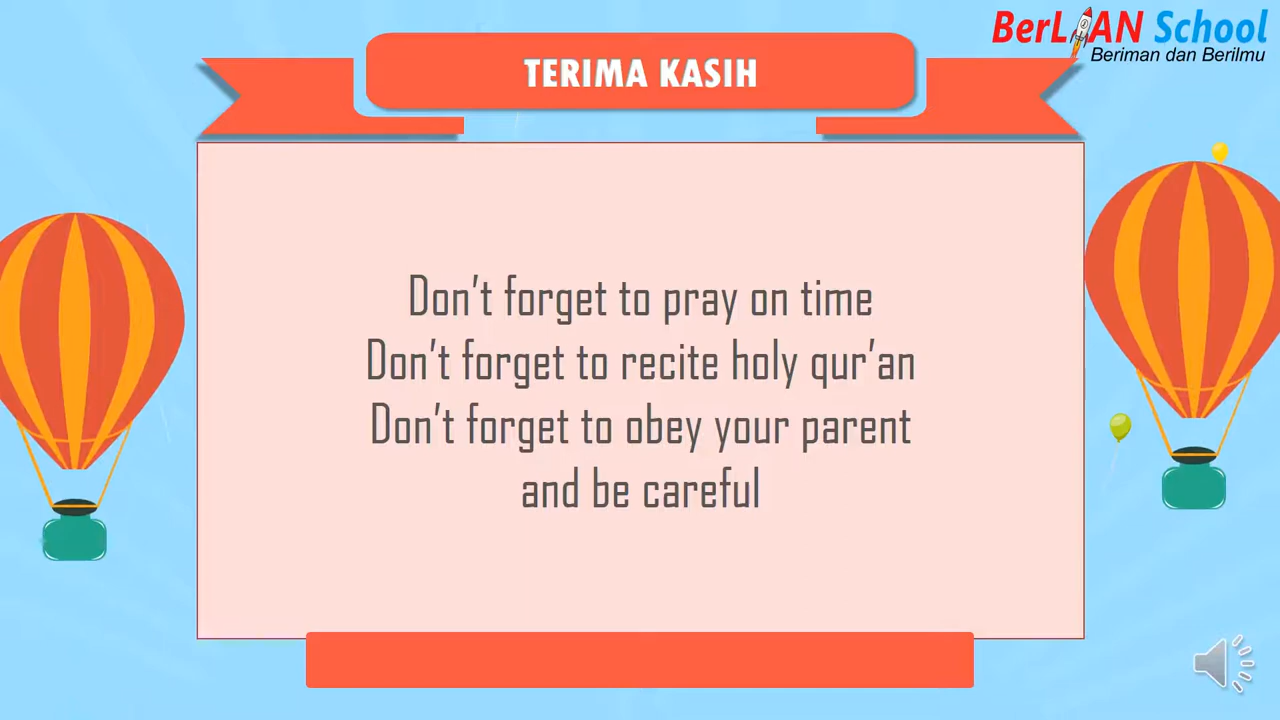 BerLIAN School
Beriman dan Berilmu
TERIMA KASIH
Don't forget to pray on time
Don't forget to recite holy qur'an
Don't forget to obey your parent
and be careful